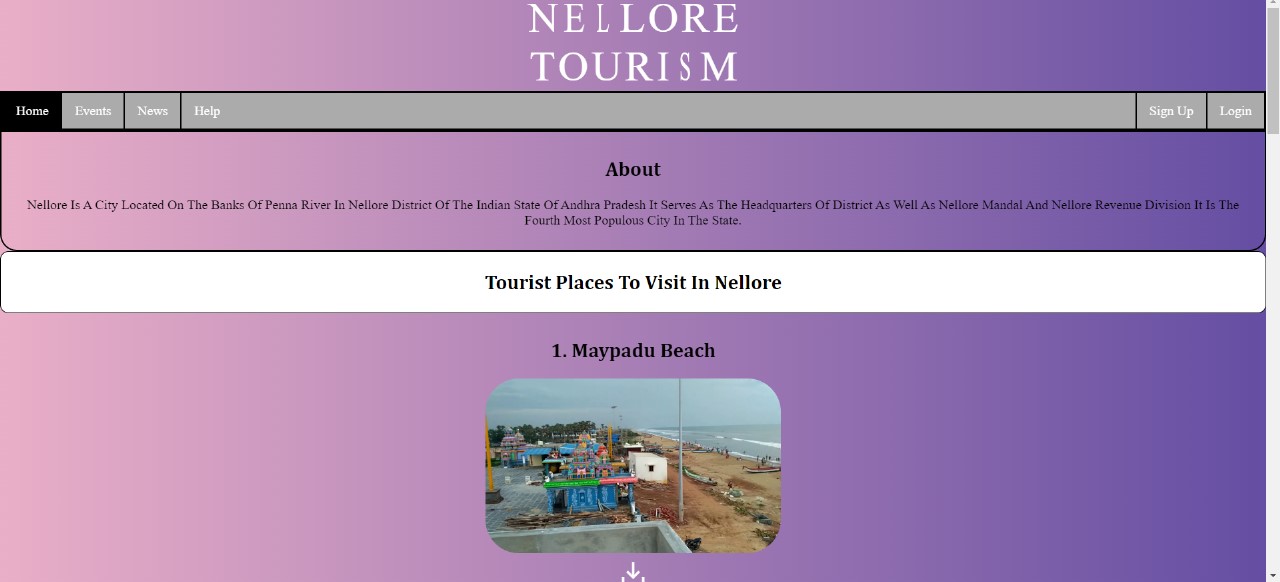 NELLORE
TOURISM
Home Events News Help Sign Up Login
About
Nellore Is A City Located On The Banks Of Penna River In Nellore District Of The Indian State Of Andhra Pradesh It Serves As The Headquarters Of District As Well As Nellore Mandal And Nellore Revenue Division It Is The
Fourth Most Populous City In The State.
Tourist Places To Visit In Nellore
1. Maypadu Beach